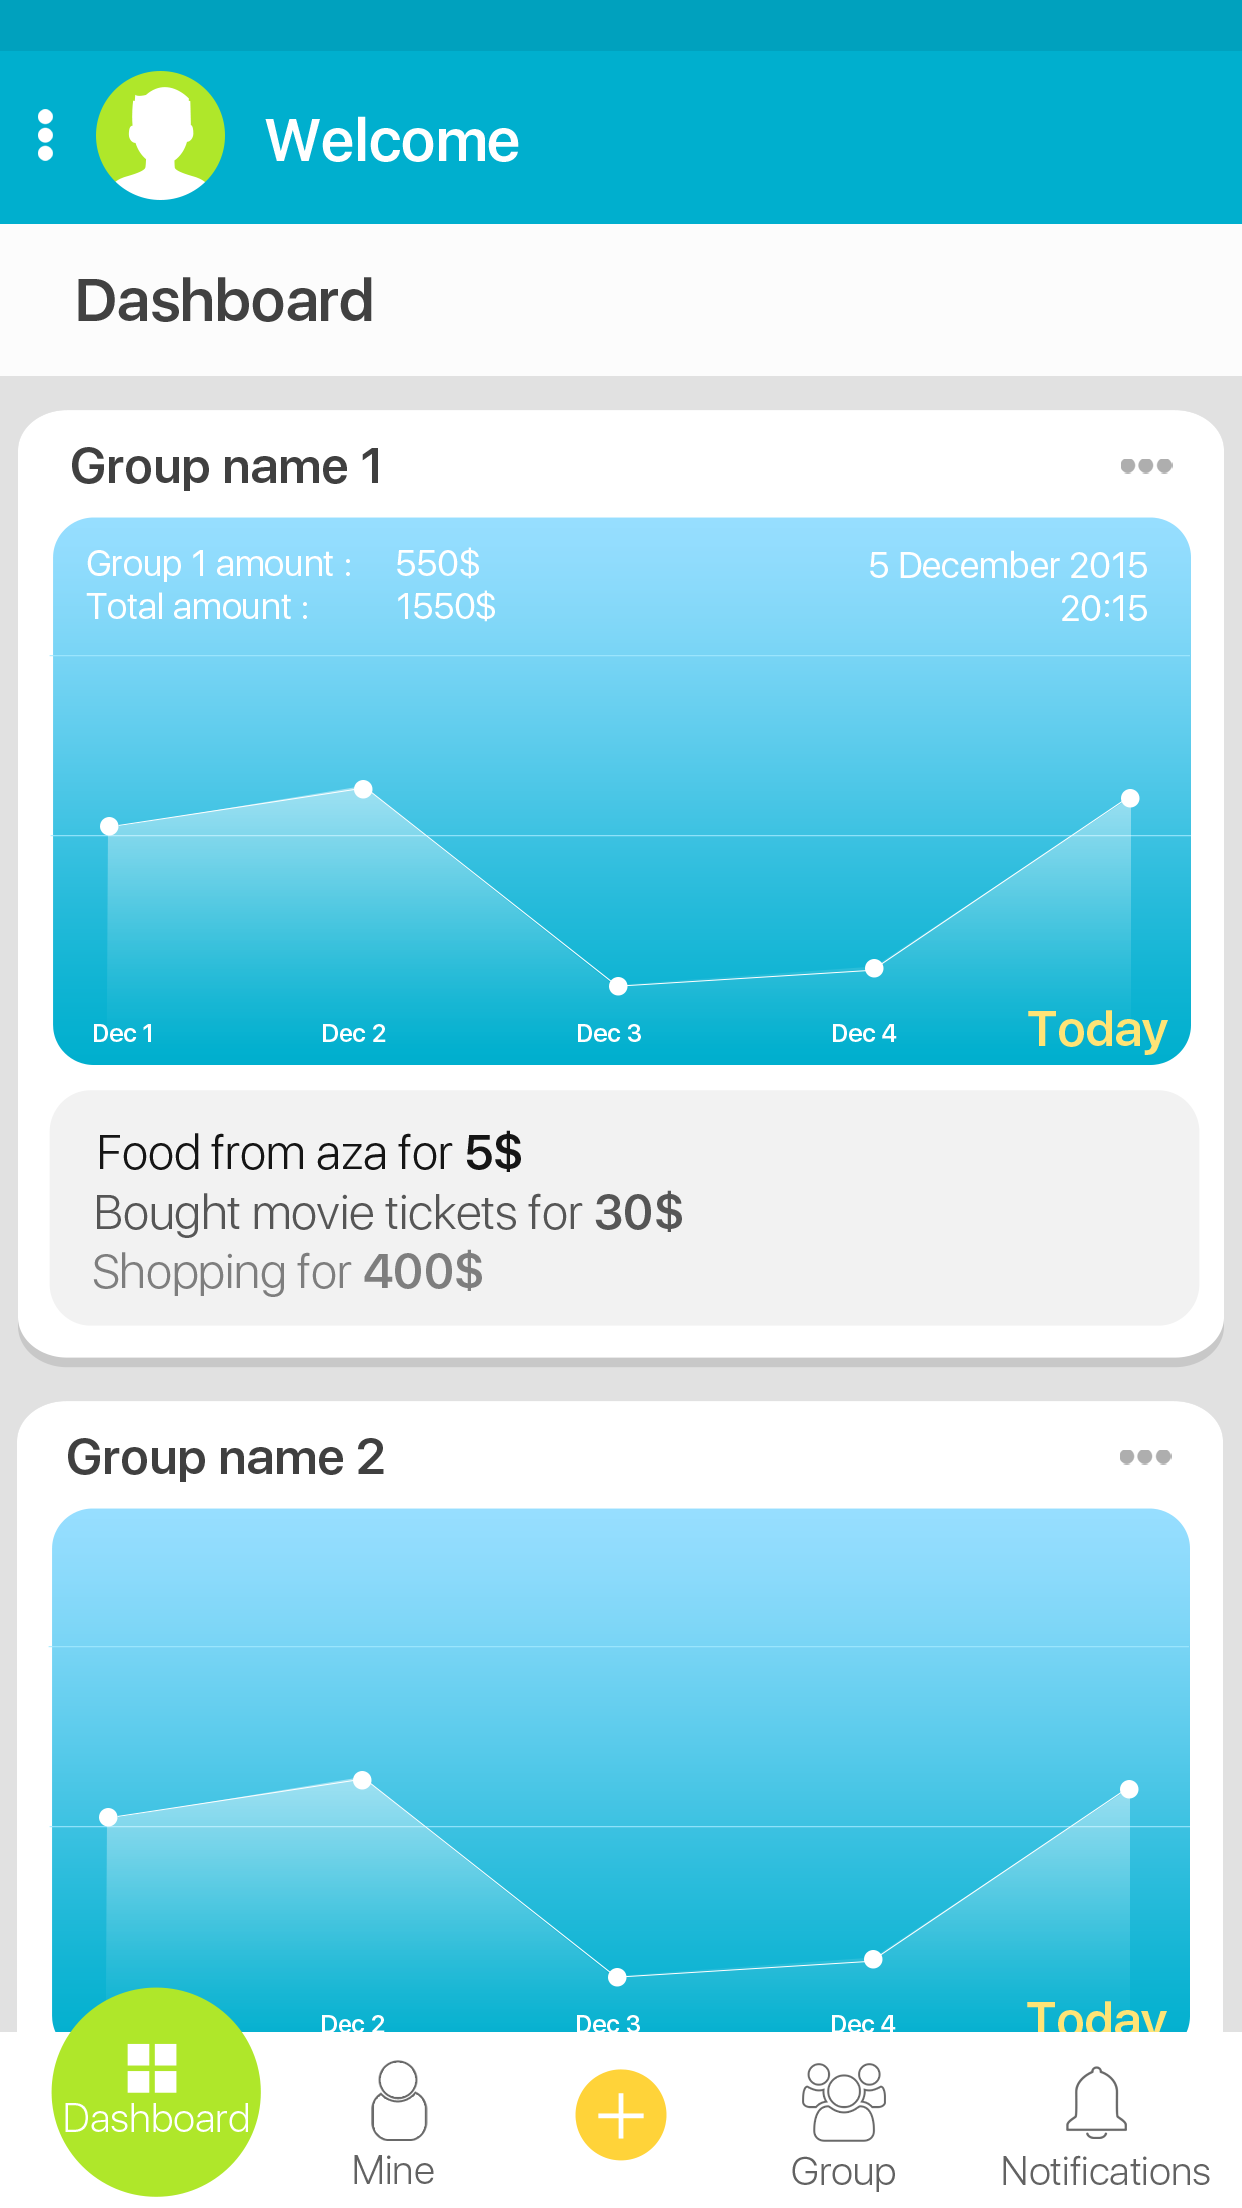 Welcome
Dashboard
Group name 1
Group 1 amount : 550$
Total amount : 1550$
5 December 2015
20:15
Dec 1
Dec 2
Dec 3
Dec 4
Today
Food from aza for 5$
Bought movie tickets for 30$
Shopping for 400$
Group name 2
Dec 2
Dec 3
Dec 4
Today
Dashboard
Mine
Group
Notifications